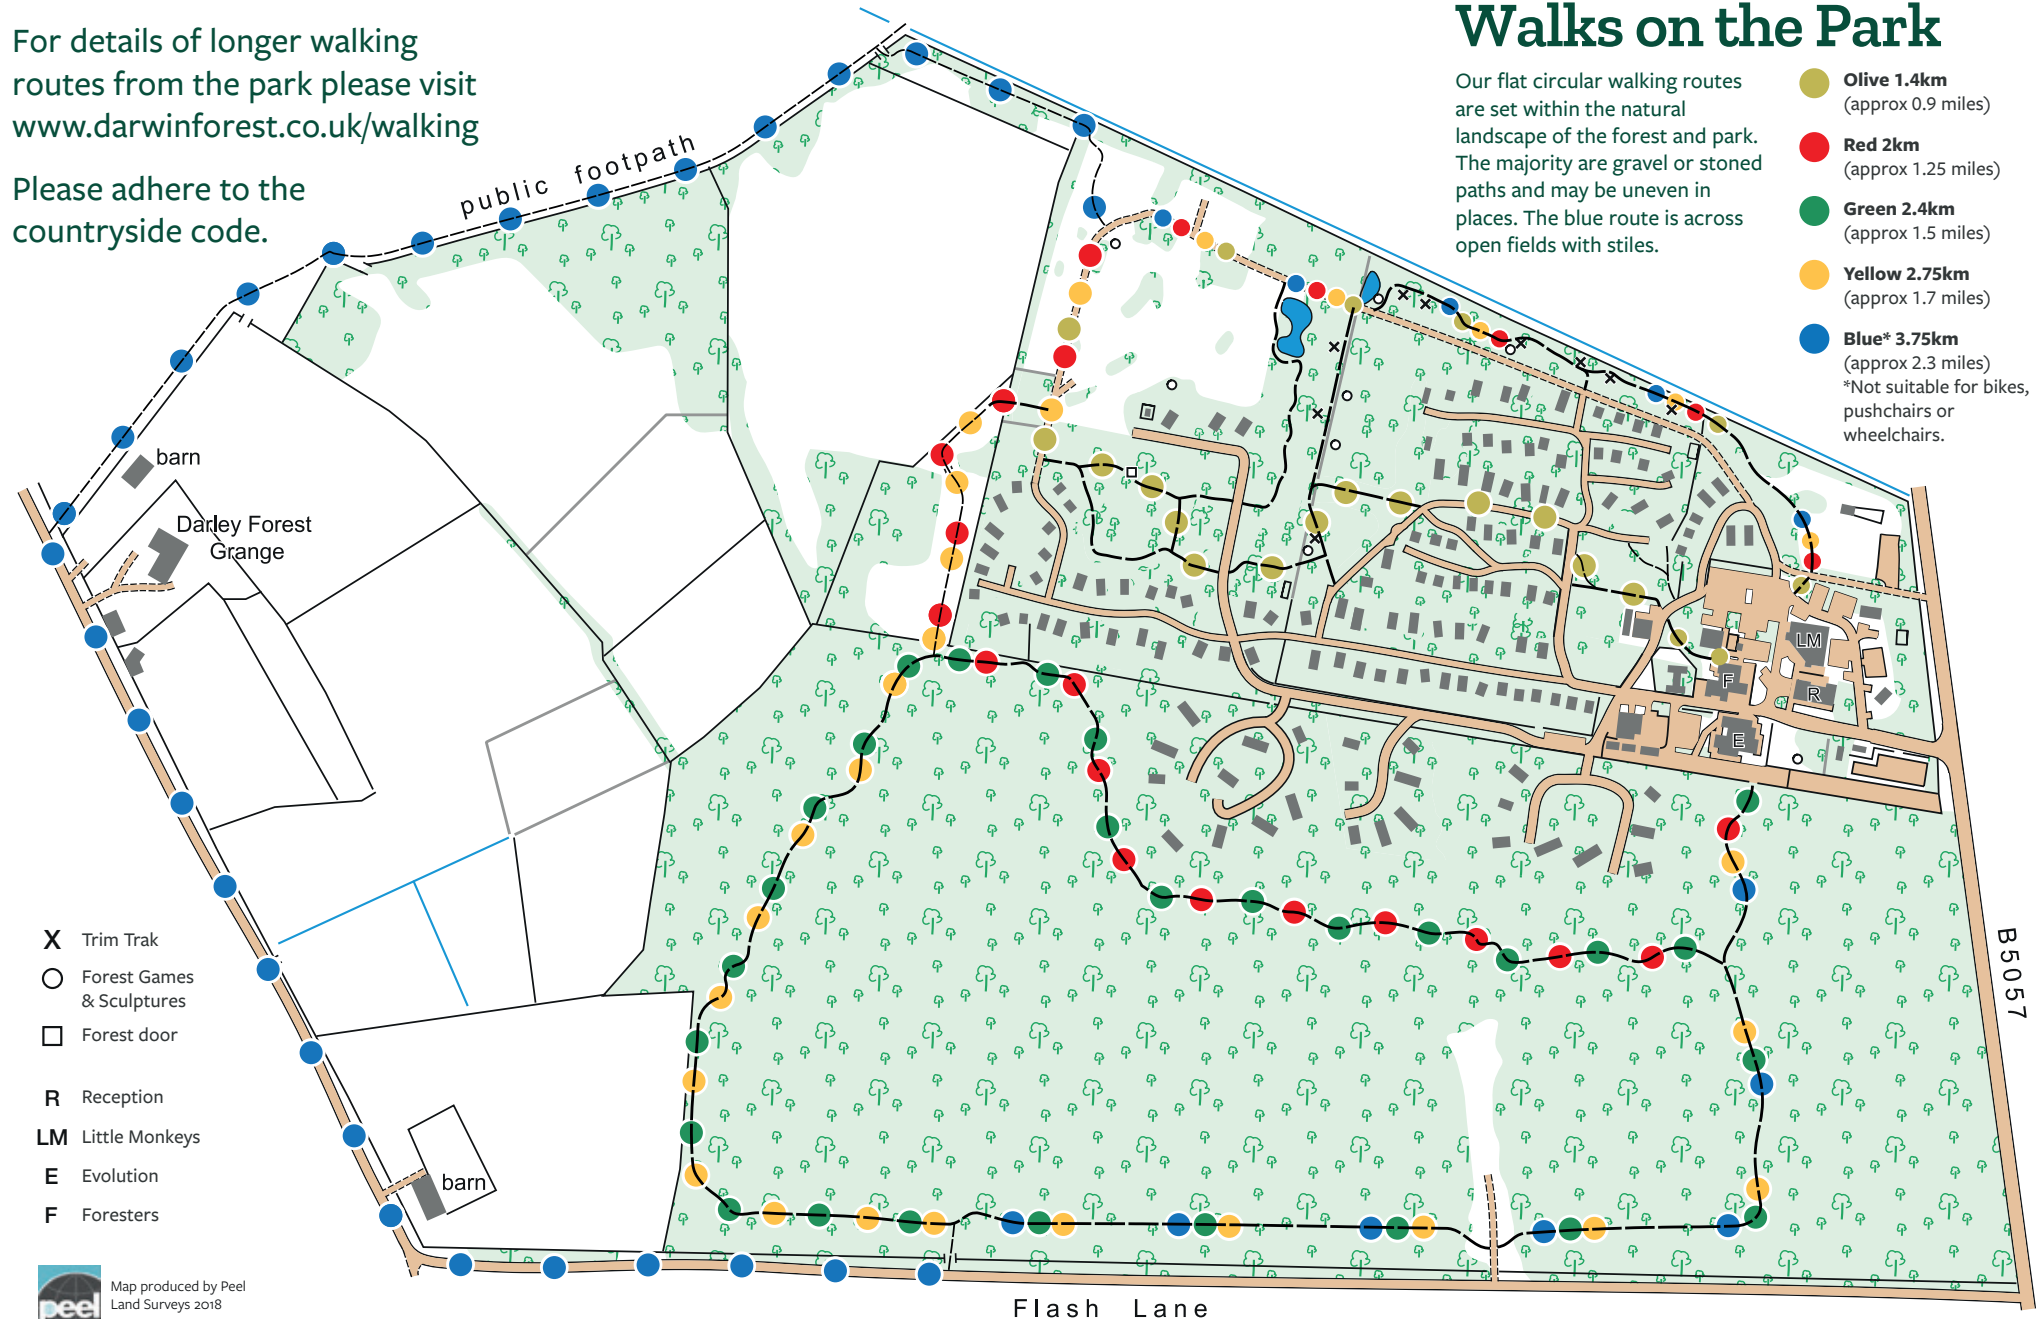 For details of longer walking
routes from the park please visit
www.darwinforest.co.uk/walking
Please adhere to the
countryside code.
Walks on the Park
Our flat circular walking routes
are set within the natural
landscape of the forest and park.
The majority are gravel or stoned
paths and may be uneven in
places. The blue route is across
open fields with stiles.
Olive 1.4km
(approx 0.9 miles)
Red 2km
(approx 1.25 miles)
Green 2.4km
(approx 1.5 miles)
Yellow 2.75km
(approx 1.7 miles)
Blue* 3.75km
(approx 2.3 miles)
*Not suitable for bikes,
pushchairs or
wheelchairs.
public footpath
barn
Darley Forest
Grange
LM
F
R
E
B5057
X Trim Trak
Forest Games
& Sculptures
Forest door
R Reception
LM Little Monkeys
E Evolution
F Foresters
barn
peel
Map produced by Peel
Land Surveys 2018
Flash Lane